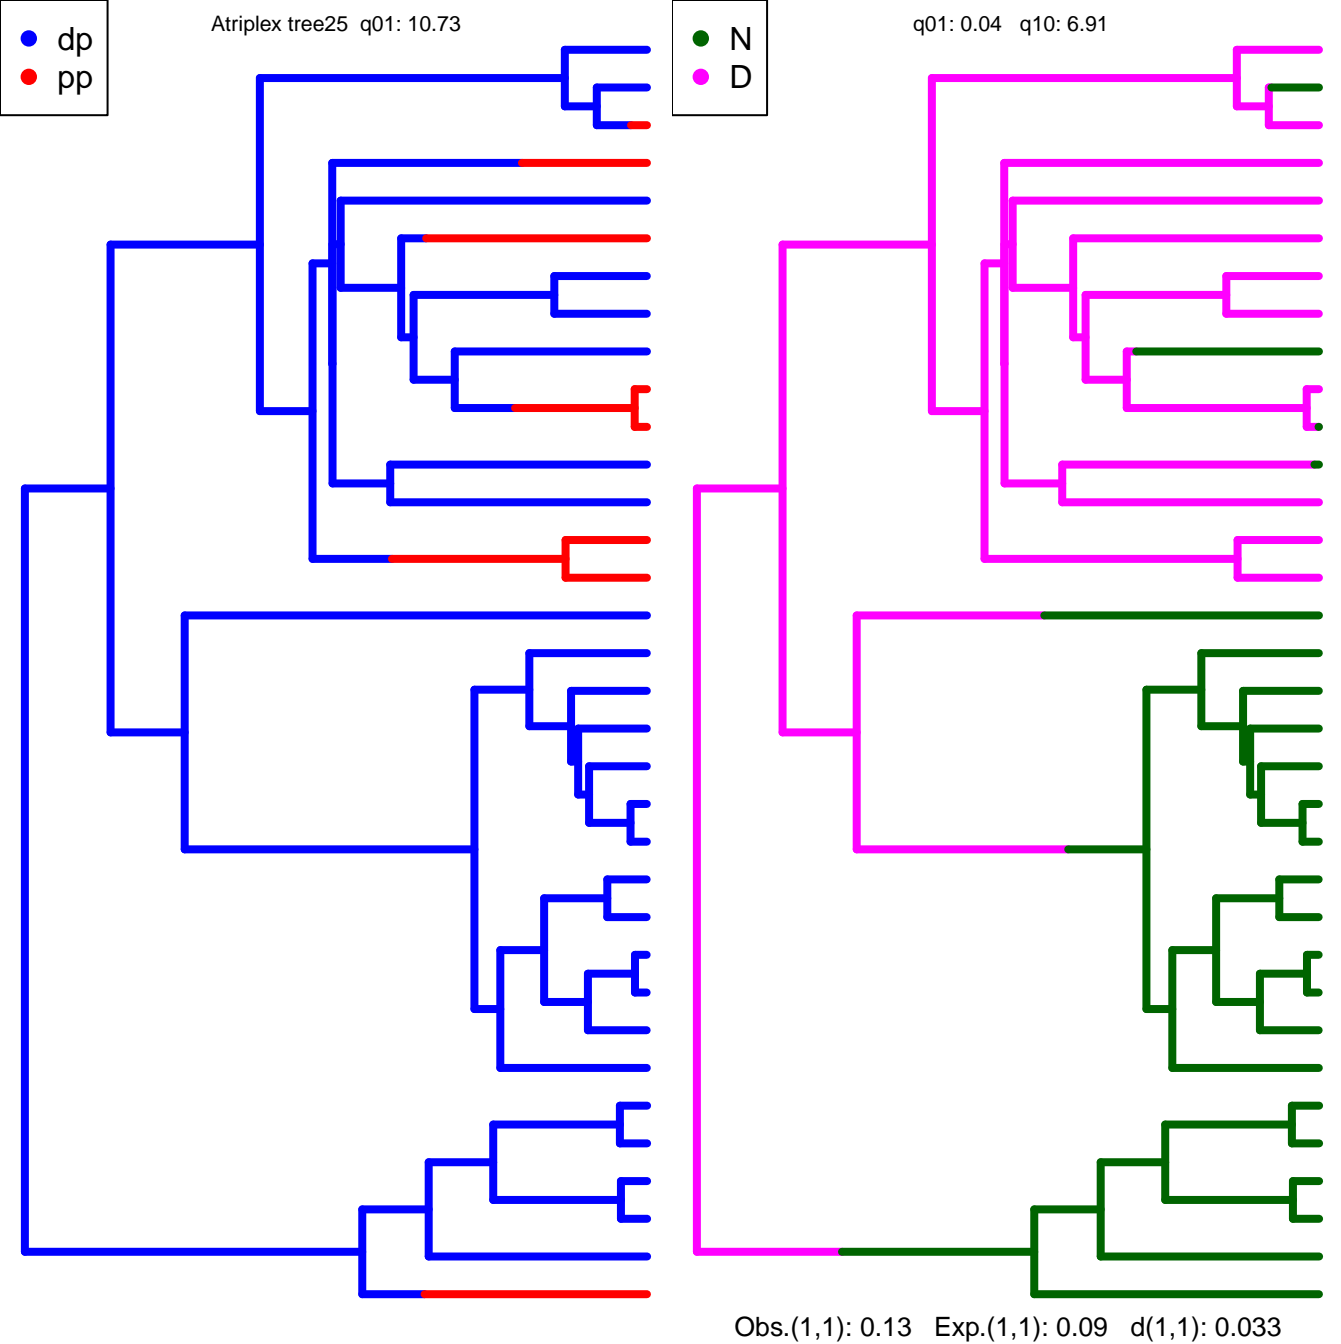 Atriplex tree25  q01: 10.73
q01: 0.04   q10: 6.91
dp
pp
N
D
Obs.(1,1): 0.13   Exp.(1,1): 0.09   d(1,1): 0.033